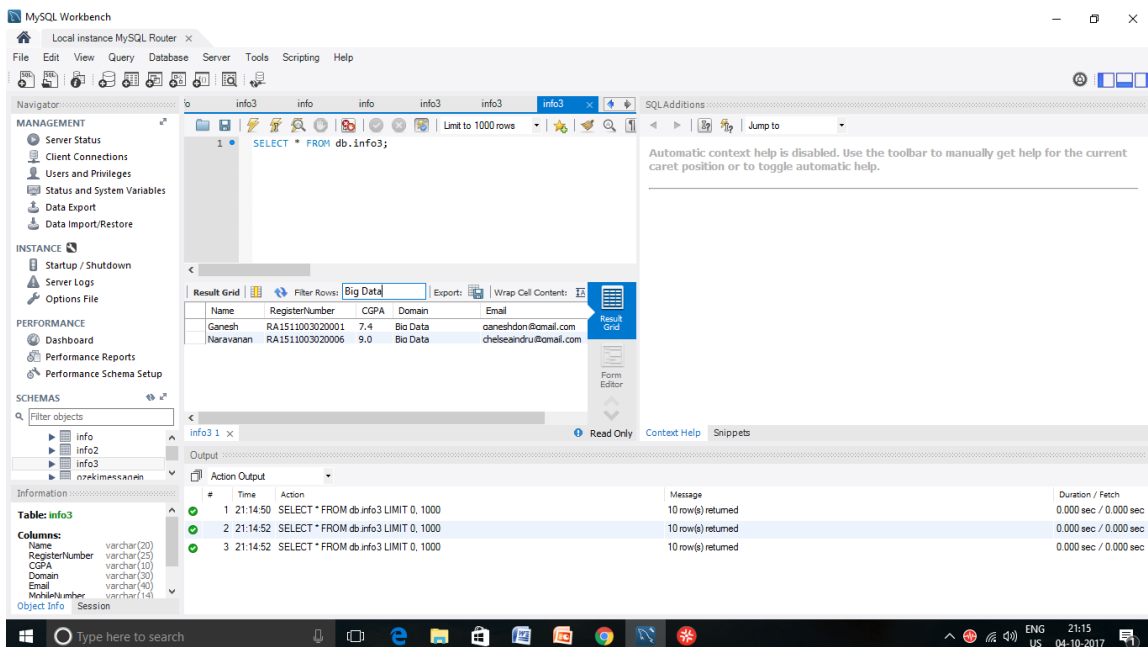 MySQL Workbench
Local instance MySQL Router
File Edit View Query Database Server Tools Scripting Help
Navigator
MANAGEMENT
Server Status
Client Connections
Users and Privileges
Status and System Variables
Data Export
Data Import/Restore
INSTANCE
Startup / Shutdown
Server Logs
Options File
PERFORMANCE
Dashboard
Performance Reports
Performance Schema Setup
SCHEMAS
Filter objects
info
info2
info3
ozekimessagein
Information
Table: info3
Columns:
Name varchar(20)
RegisterNumber varchar(25)
CGPA varchar(10)
Domain varchar(30)
Email varchar(40)
MobileNumber varchar(14)
Object Info Session
fo info3 info info info3 info3 info3
Limit to 1000 rows
1 SELECT * FROM db.info3;
Result Grid Filter Rows: Big Data Export: Wrap Cell Content:
Name RegisterNumber CGPA Domain Email
Ganesh RA1511003020001 7.4 Big Data ganeshdon@gmail.com
Narayanan RA1511003020006 9.0 Big Data chelseaindru@gmail.com
Result Grid
Form Editor
info3 1 Read Only
SQLAdditions
Jump to
Automatic context help is disabled. Use the toolbar to manually get help for the current
caret position or to toggle automatic help.
Context Help Snippets
Output
Action Output
# Time Action Message Duration / Fetch
1 21:14:50 SELECT * FROM db.info3 LIMIT 0, 1000 10 row(s) returned 0.000 sec / 0.000 sec
2 21:14:52 SELECT * FROM db.info3 LIMIT 0, 1000 10 row(s) returned 0.000 sec / 0.000 sec
3 21:14:52 SELECT * FROM db.info3 LIMIT 0, 1000 10 row(s) returned 0.000 sec / 0.000 sec
Type here to search
ENG 21:15
US 04-10-2017